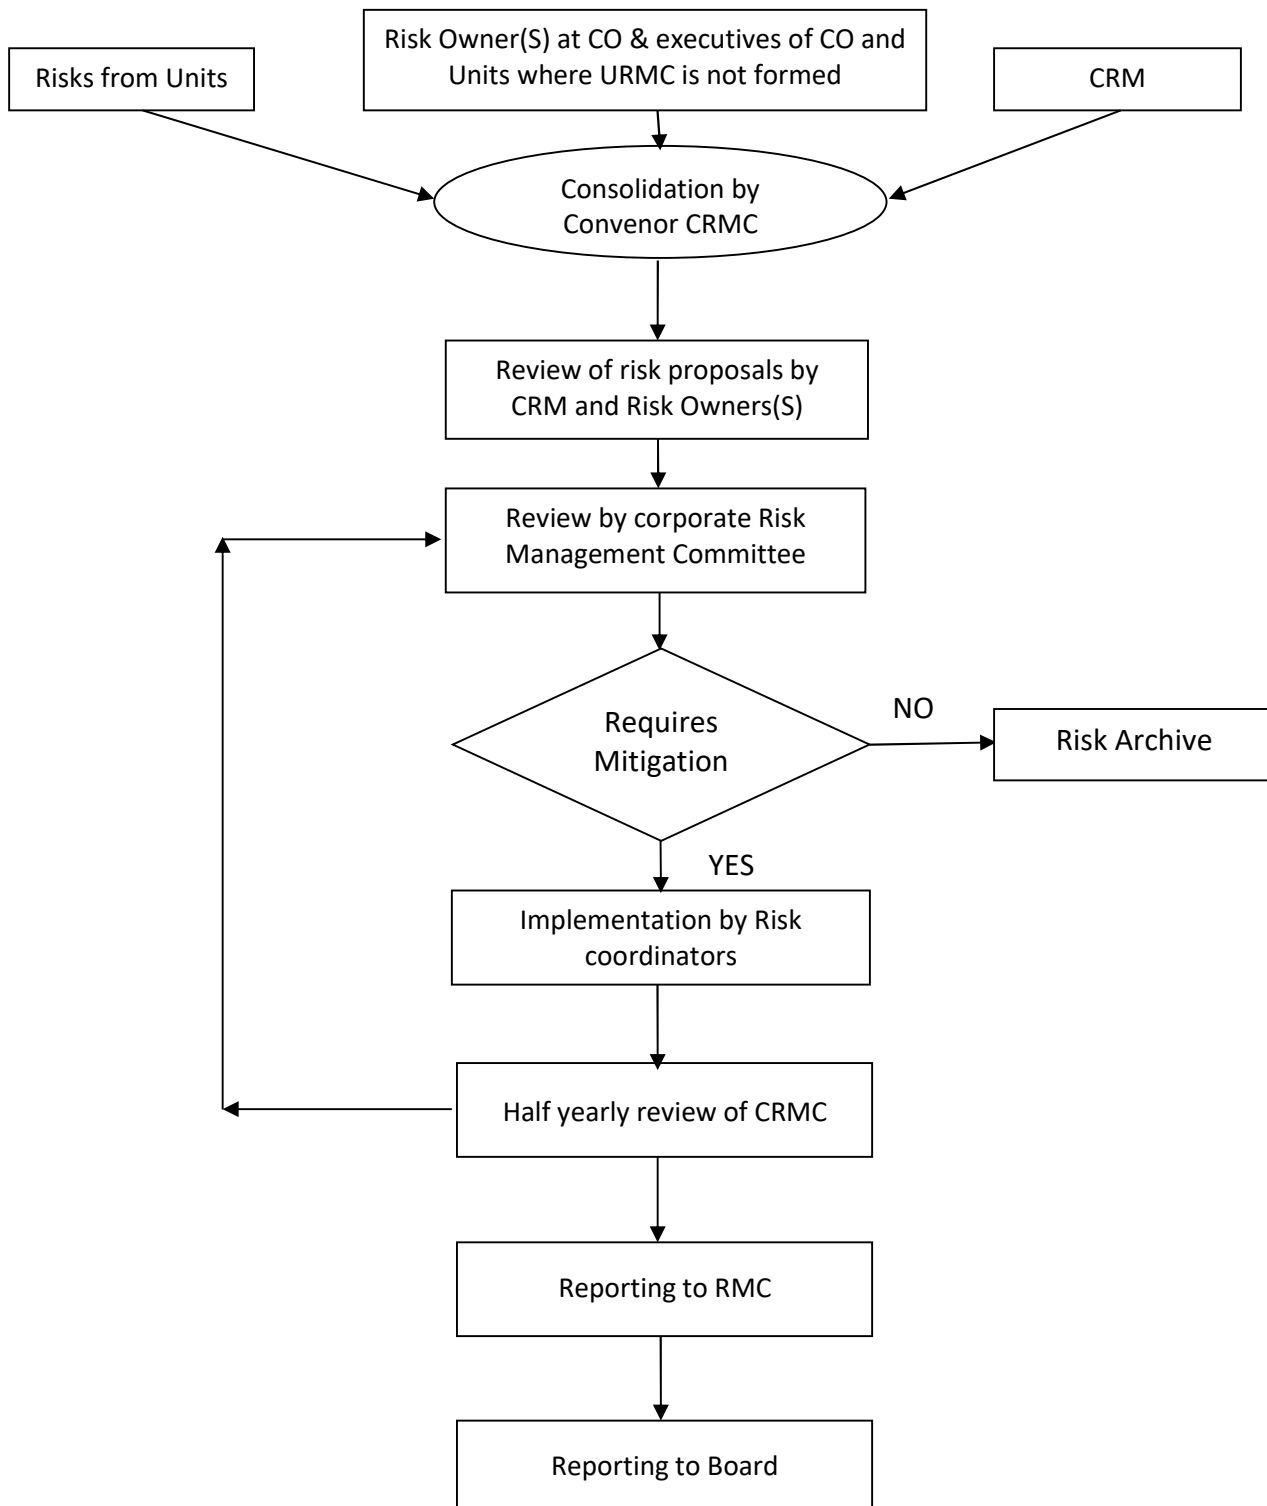 Risk Owner(S) at CO & executives of CO and
Units where URMC is not formed
Risks from Units
CRM
Consolidation by
Convenor CRMC
Review of risk proposals by
CRM and Risk Owners(S)
Review by corporate Risk
Management Committee
Requires
Mitigation
NO
Risk Archive
YES
Implementation by Risk
coordinators
Half yearly review of CRMC
Reporting to RMC
Reporting to Board